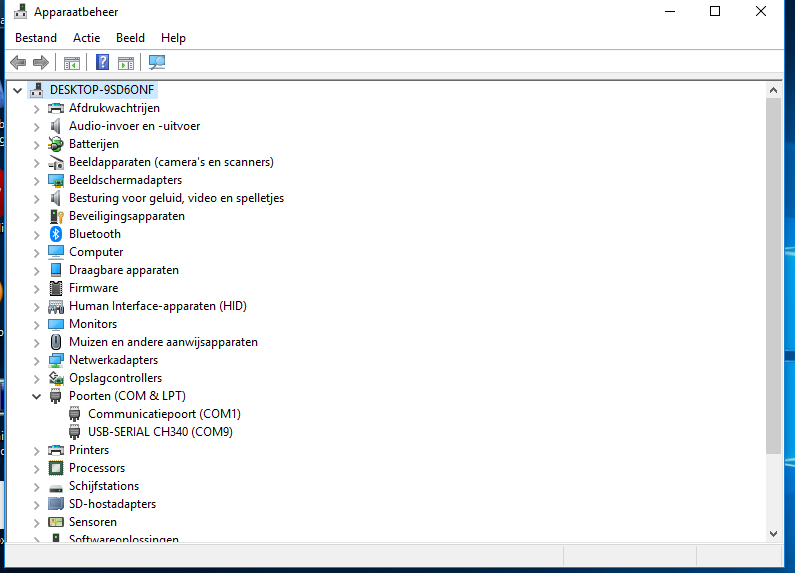 Apparaatbeheer
Bestand Actie Beeld Help
DESKTOP-9SD6ONF
Afdrukwachtrijen
Audio-invoer en -uitvoer
Batterijen
Beeldapparaten (camera's en scanners)
Beeldschermadapters
Besturing voor geluid, video en spelletjes
Beveiligingsapparaten
Bluetooth
Computer
Draagbare apparaten
Firmware
Human Interface-apparaten (HID)
Monitors
Muizen en andere aanwijsapparaten
Netwerkadapters
Opslagcontrollers
Poorten (COM & LPT)
Communicatiepoort (COM1)
USB-SERIAL CH340 (COM9)
Printers
Processors
Schijfstations
SD-hostadapters
Sensoren
Softwareoplossingen